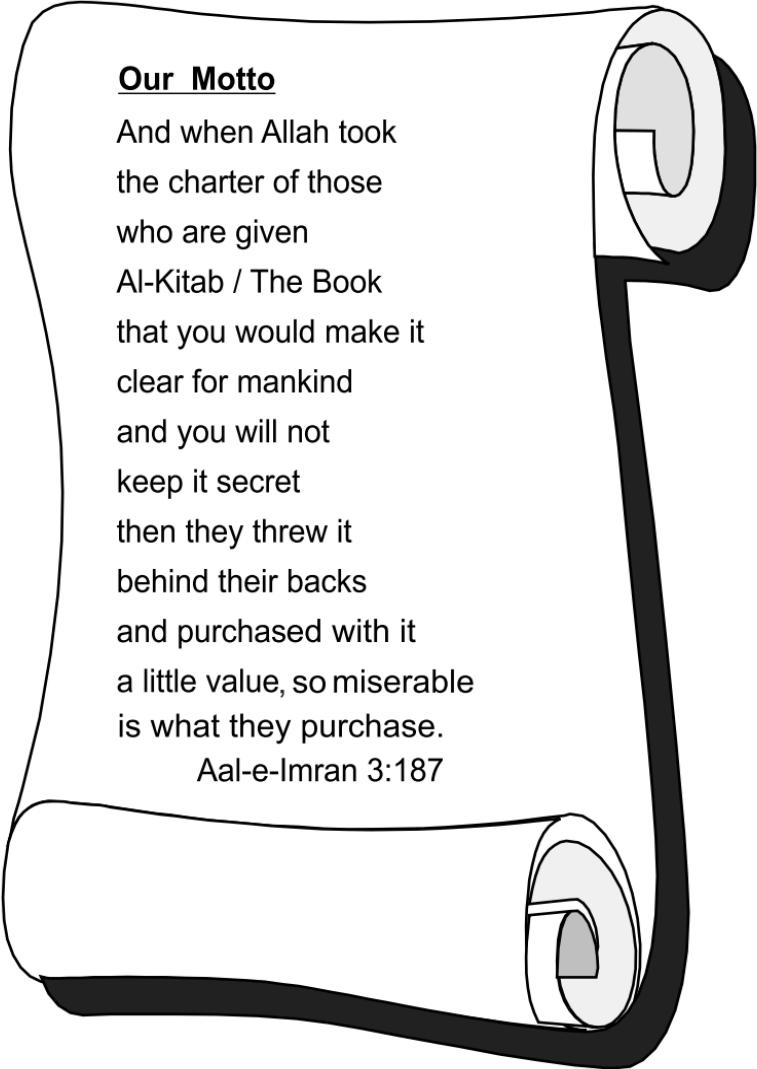 Our Motto
And when Allah took
the charter of those
who are given
Al-Kitab / The Book
that you would make it
clear for mankind
and you will not
keep it secret
then they threw it
behind their backs
and purchased with it
a little value, so miserable
is what they purchase.
Aal-e-Imran 3:187